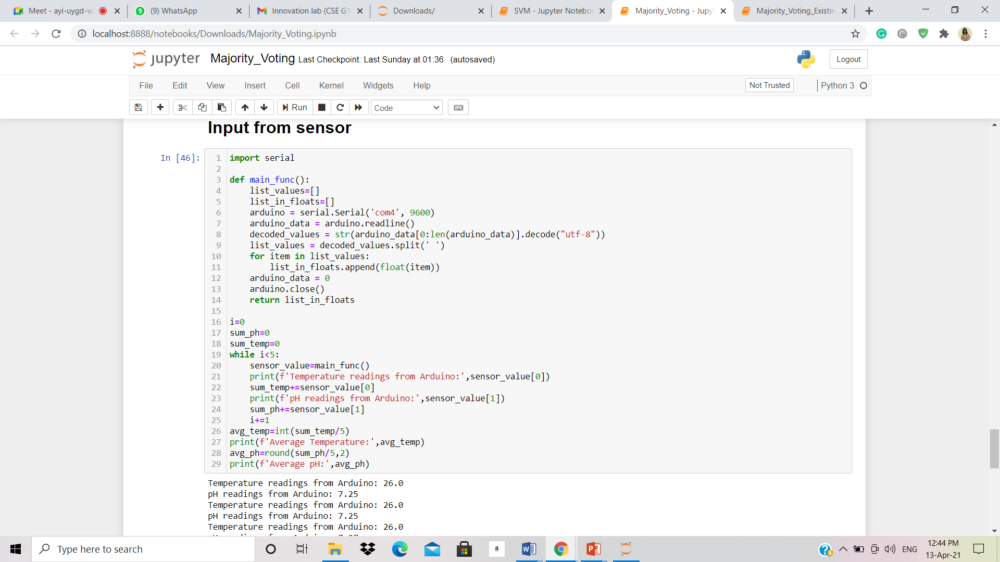 Meet - ayi-uygd-w
(9) WhatsApp
Innovation lab (CSE G1
Downloads/
SVM - Jupyter Notebo
Majority_Voting - Jupy
Majority_Voting_Existin
localhost:8888/notebooks/Downloads/Majority_Voting.ipynb
jupyter Majority_Voting Last Checkpoint: Last Sunday at 01:36 (autosaved)
Logout
File Edit View Insert Cell Kernel Widgets Help
Not Trusted
Python 3
Run
Code
Input from sensor
In [46]:
1 import serial
2
3 def main_func():
4     list_values=[]
5     list_in_floats=[]
6     arduino = serial.Serial('com4', 9600)
7     arduino_data = arduino.readline()
8     decoded_values = str(arduino_data[0:len(arduino_data)].decode("utf-8"))
9     list_values = decoded_values.split(' ')
10     for item in list_values:
11         list_in_floats.append(float(item))
12     arduino_data = 0
13     arduino.close()
14     return list_in_floats
15
16 i=0
17 sum_ph=0
18 sum_temp=0
19 while i<5:
20     sensor_value=main_func()
21     print(f'Temperature readings from Arduino:',sensor_value[0])
22     sum_temp+=sensor_value[0]
23     print(f'pH readings from Arduino:',sensor_value[1])
24     sum_ph+=sensor_value[1]
25     i+=1
26 avg_temp=int(sum_temp/5)
27 print(f'Average Temperature:',avg_temp)
28 avg_ph=round(sum_ph/5,2)
29 print(f'Average pH:',avg_ph)
Temperature readings from Arduino: 26.0
pH readings from Arduino: 7.25
Temperature readings from Arduino: 26.0
pH readings from Arduino: 7.25
Temperature readings from Arduino: 26.0
Type here to search
ENG
12:44 PM
13-Apr-21